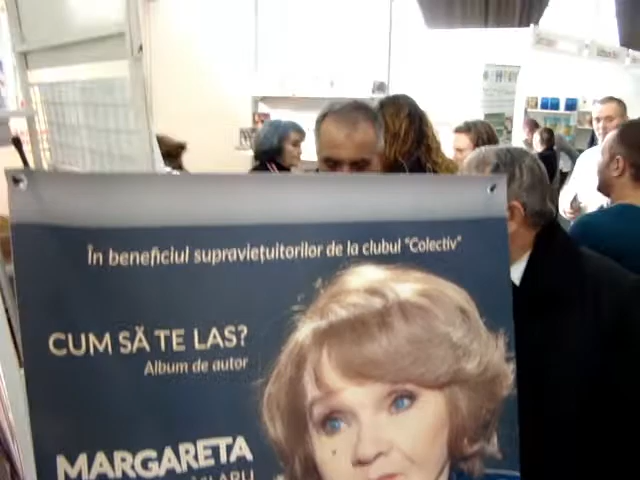 În beneficiul supraviețuitorilor de la clubul "Colectiv"
CUM SĂ TE LAS?
Album de autor
MARGARETA